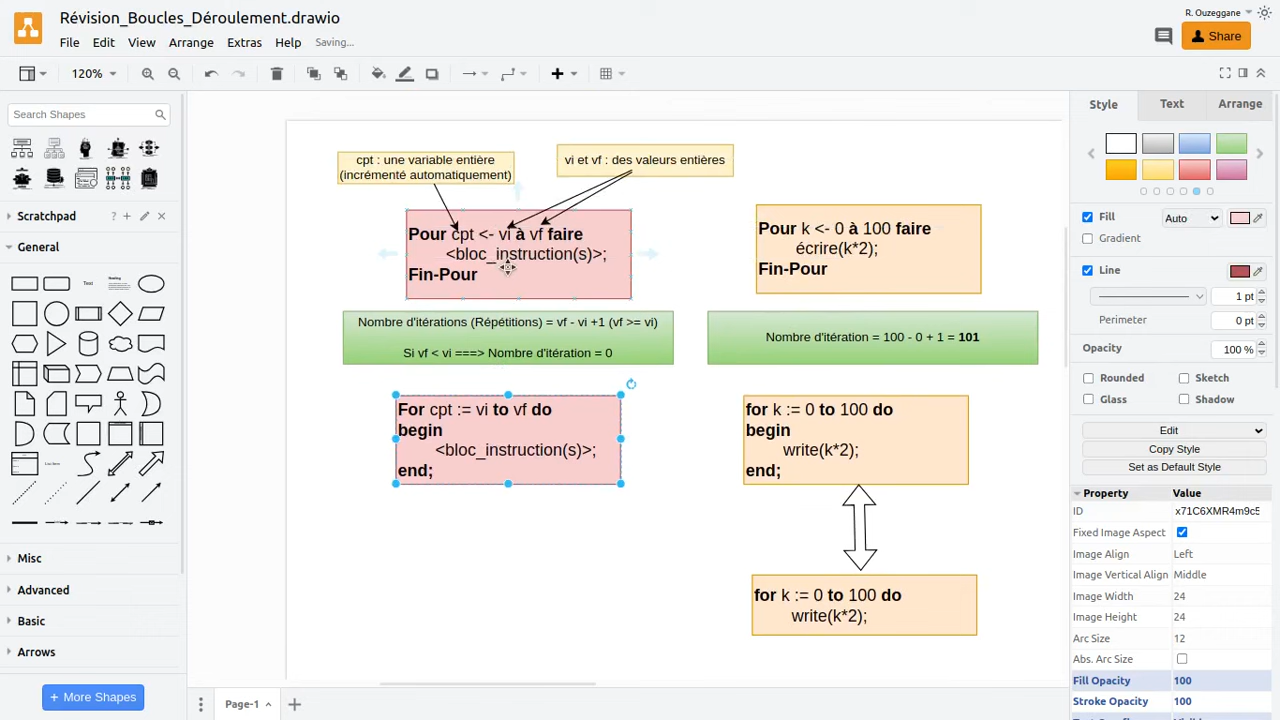 Révision_Boucles_Déroulement.drawio
R. Ouzeggane
File Edit View Arrange Extras Help Saving...
Share
120%
Search Shapes
Scratchpad
General
Text
Heading
List Item
Misc
Advanced
Basic
Arrows
+ More Shapes
cpt : une variable entière
(incrémenté automatiquement)
vi et vf : des valeurs entières
Pour cpt <- vi à vf faire
<bloc_instruction(s)>;
Fin-Pour
Pour k <- 0 à 100 faire
écrire(k*2);
Fin-Pour
Nombre d'itérations (Répétitions) = vf - vi +1 (vf >= vi)
Si vf < vi ===> Nombre d'itération = 0
Nombre d'itération = 100 - 0 + 1 = 101
For cpt := vi to vf do
begin
<bloc_instruction(s)>;
end;
for k := 0 to 100 do
begin
write(k*2);
end;
for k := 0 to 100 do
write(k*2);
Page-1
Style Text Arrange
Fill Auto
Gradient
Line
1 pt
Perimeter 0 pt
Opacity 100 %
Rounded Sketch
Glass Shadow
Edit
Copy Style
Set as Default Style
Property Value
ID x71C6XMR4m9c5
Fixed Image Aspect
Image Align Left
Image Vertical Align Middle
Image Width 24
Image Height 24
Arc Size 12
Abs. Arc Size
Fill Opacity 100
Stroke Opacity 100